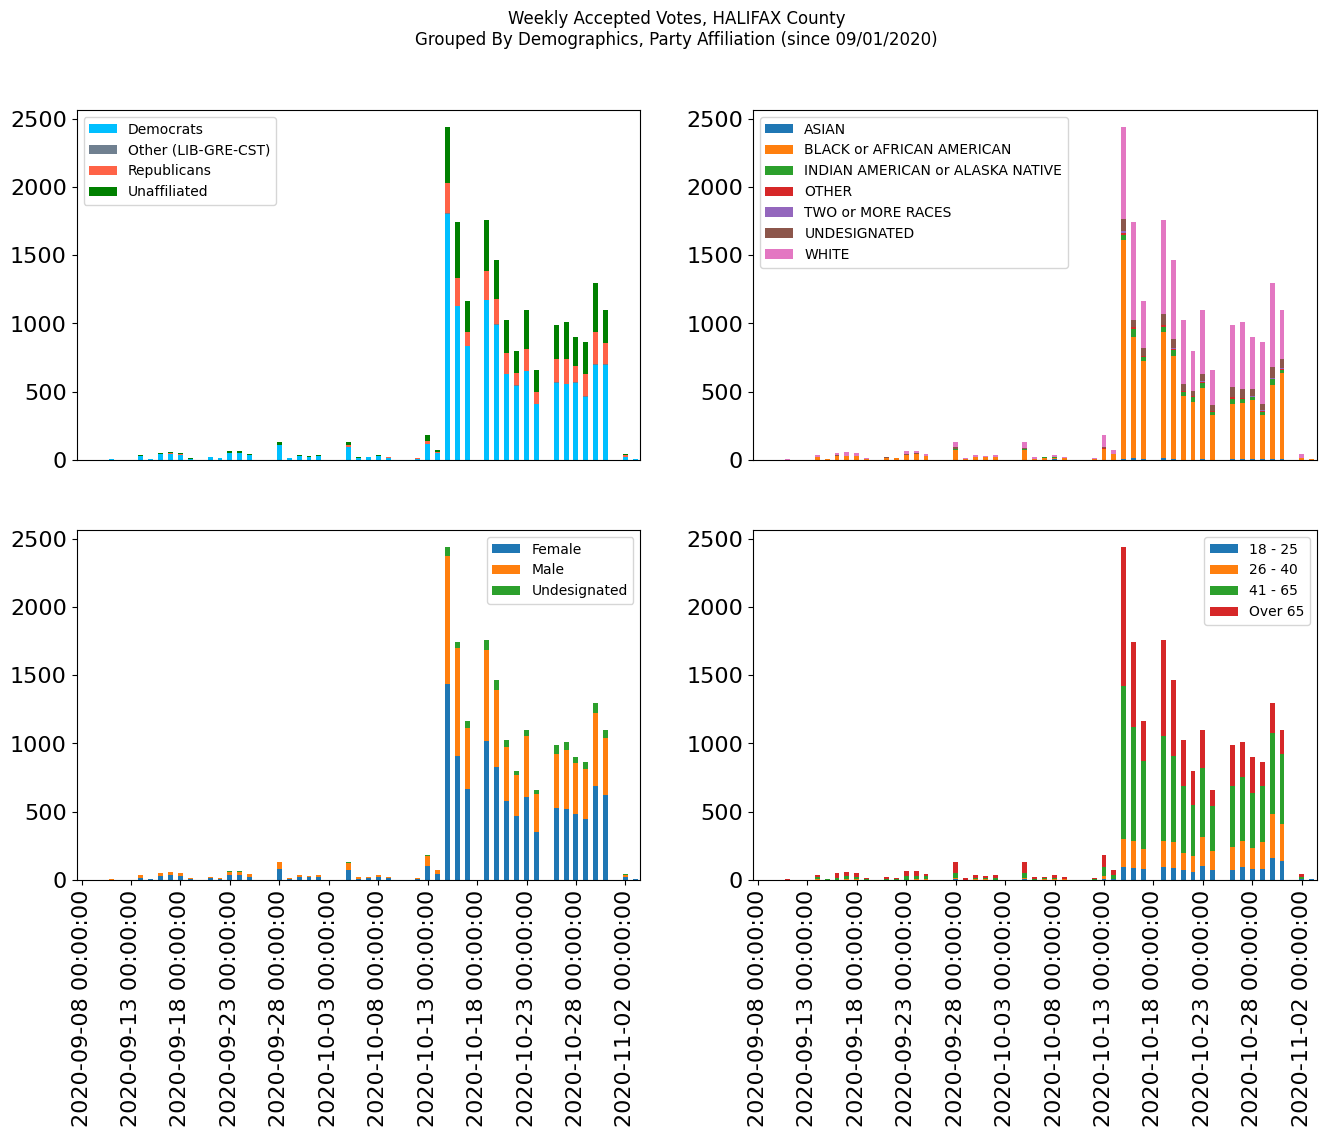 Weekly Accepted Votes, HALIFAX County
Grouped By Demographics, Party Affiliation (since 09/01/2020)
2500
2000
1500
1000
500
0
Democrats
Other (LIB-GRE-CST)
Republicans
Unaffiliated
2500
2000
1500
1000
500
0
ASIAN
BLACK or AFRICAN AMERICAN
INDIAN AMERICAN or ALASKA NATIVE
OTHER
TWO or MORE RACES
UNDESIGNATED
WHITE
2500
2000
1500
1000
500
0
Female
Male
Undesignated
2020-09-08 00:00:00
2020-09-13 00:00:00
2020-09-18 00:00:00
2020-09-23 00:00:00
2020-09-28 00:00:00
2020-10-03 00:00:00
2020-10-08 00:00:00
2020-10-13 00:00:00
2020-10-18 00:00:00
2020-10-23 00:00:00
2020-10-28 00:00:00
2020-11-02 00:00:00
2500
2000
1500
1000
500
0
18 - 25
26 - 40
41 - 65
Over 65
2020-09-08 00:00:00
2020-09-13 00:00:00
2020-09-18 00:00:00
2020-09-23 00:00:00
2020-09-28 00:00:00
2020-10-03 00:00:00
2020-10-08 00:00:00
2020-10-13 00:00:00
2020-10-18 00:00:00
2020-10-23 00:00:00
2020-10-28 00:00:00
2020-11-02 00:00:00